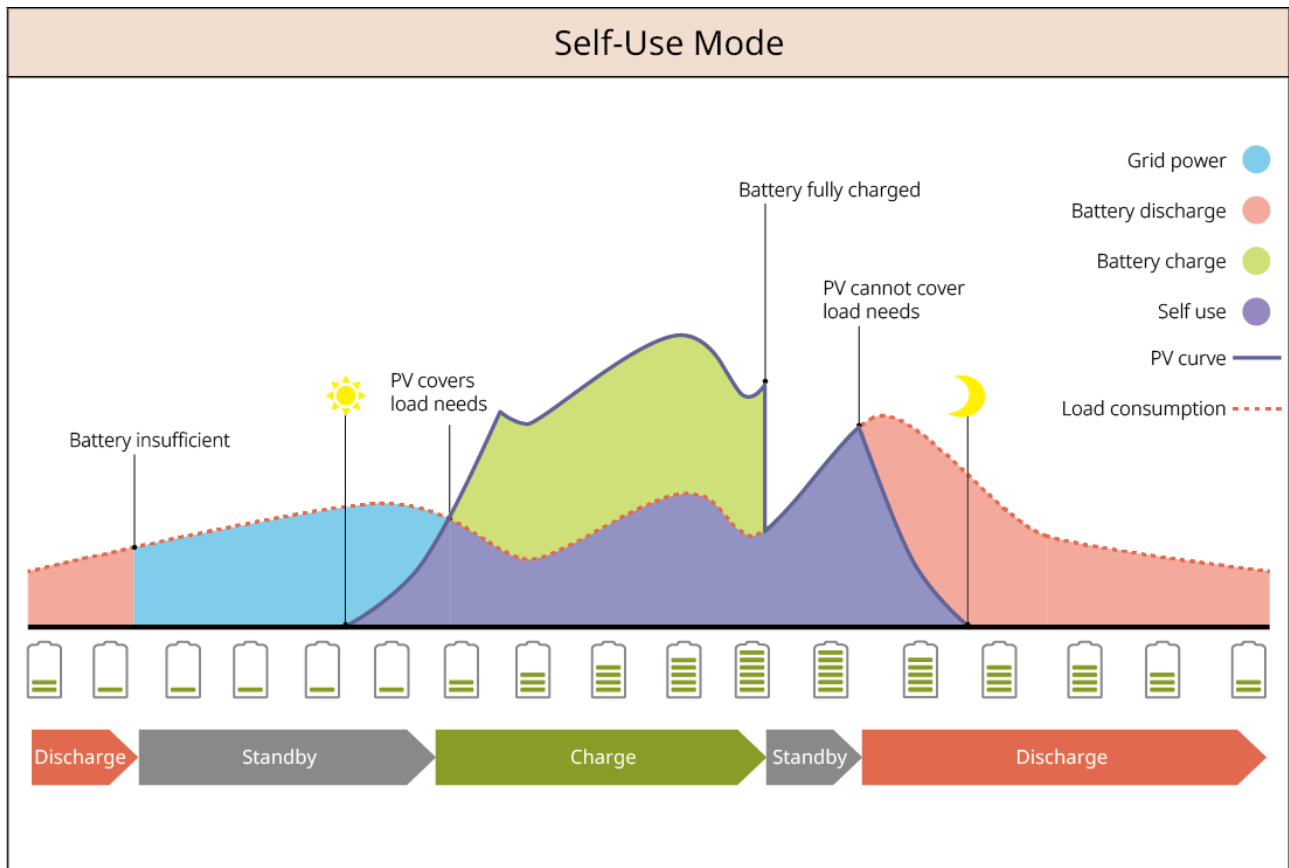 Self-Use Mode
Grid power
Battery fully charged
Battery discharge
Battery charge
PV cannot cover
load needs
Self use
PV curve
PV covers
load needs
Load consumption
Battery insufficient
Discharge
Standby
Charge
Standby
Discharge